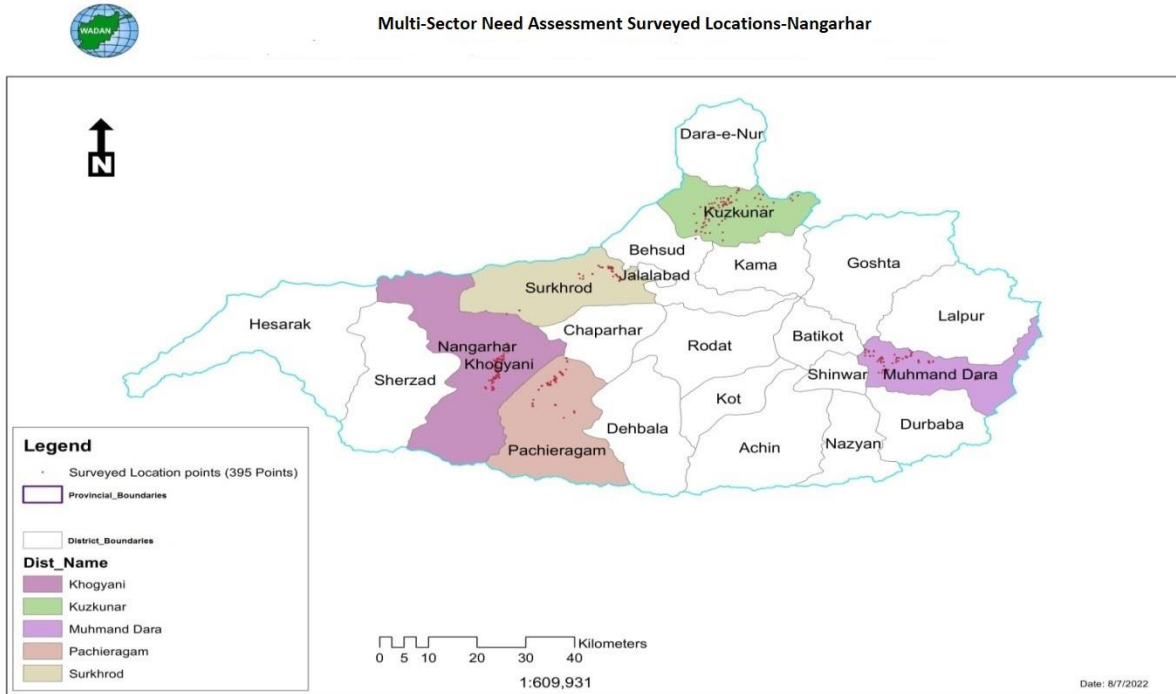 WADAN
Multi-Sector Need Assessment Surveyed Locations-Nangarhar
N
Dara-e-Nur
Kuzkunar
Behsud
Kama
Goshta
Jalalabad
Surkhrod
Lalpur
Hesarak
Chaparhar
Batikot
Nangarhar
Rodat
Khogyani
Sherzad
Shinwar
Muhmand Dara
Kot
Dehbala
Durbaba
Pachieragam
Achin
Nazyan
Legend
Surveyed Location points (395 Points)
Provincial_Boundaries
District_Boundaries
Dist_Name
Khogyani
Kuzkunar
Muhmand Dara
Pachieragam
Surkhrod
Kilometers
0 5 10 20 30 40
1:609,931
Date: 8/7/2022